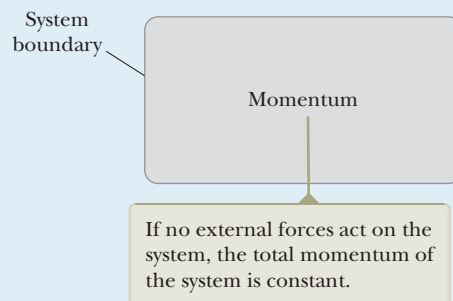 System
boundary
Momentum
If no external forces act on the
system, the total momentum of
the system is constant.